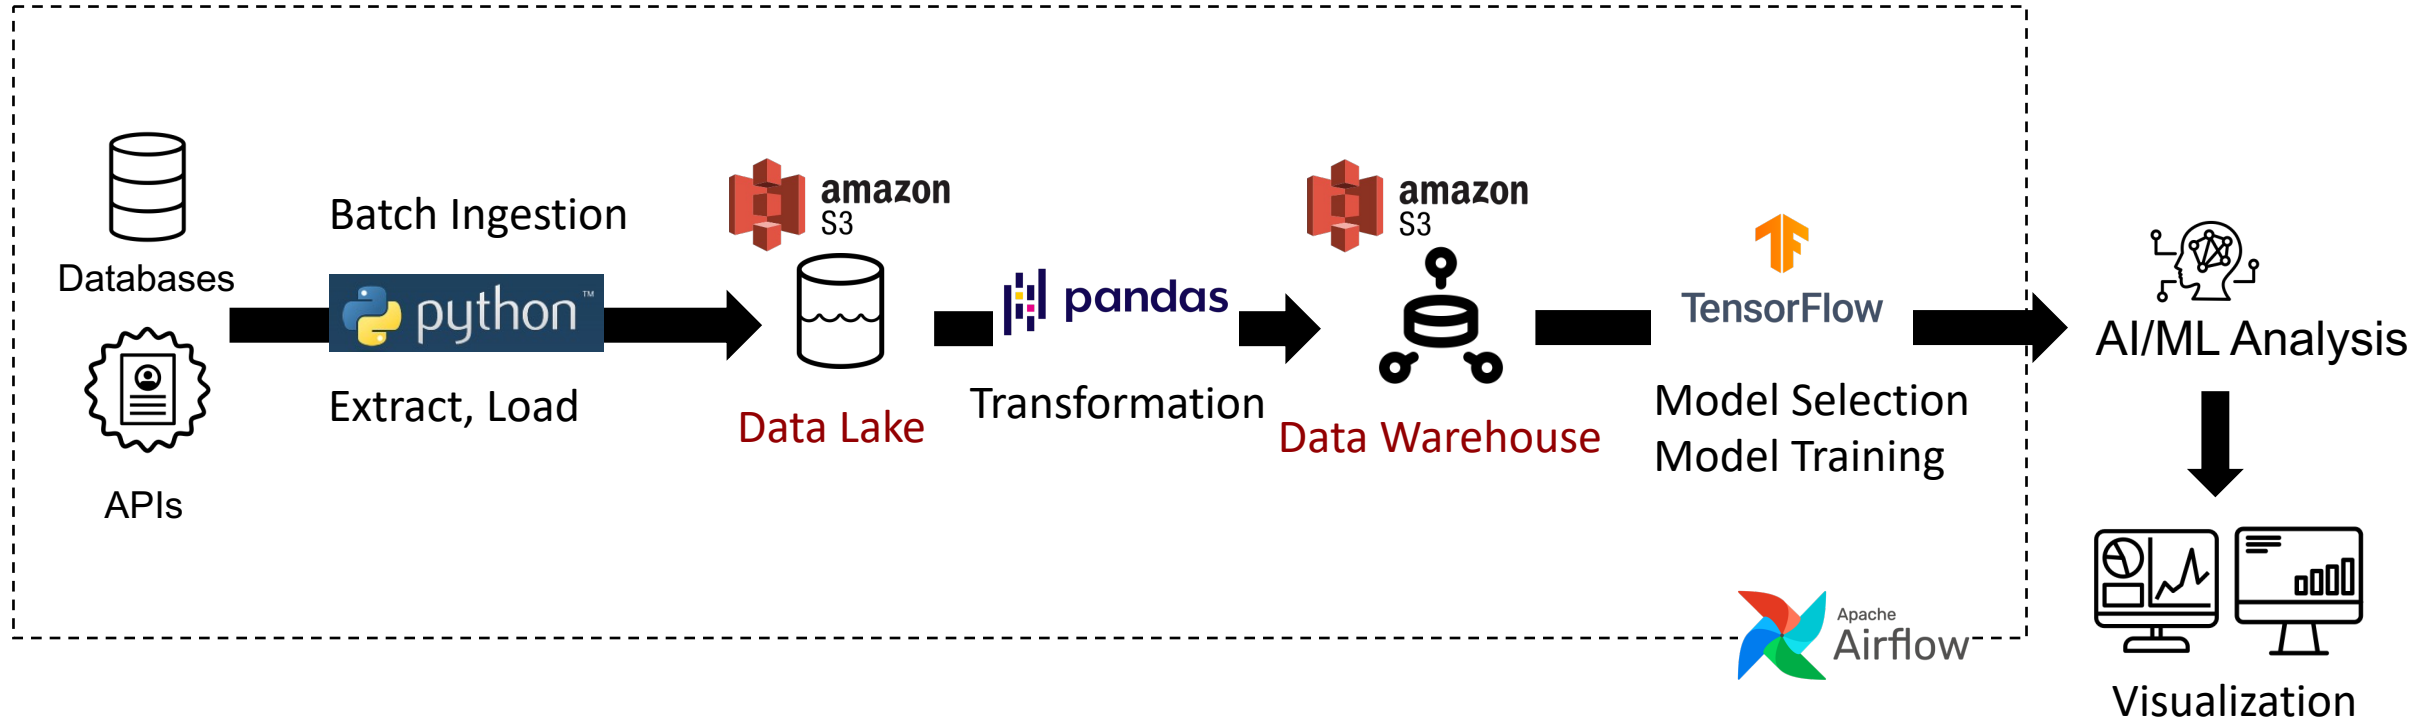 Databases
APIs
Batch Ingestion
python™
Extract, Load
amazon
S3
Data Lake
pandas
Transformation
amazon
S3
Data Warehouse
TensorFlow
Model Selection
Model Training
Apache
Airflow
AI/ML Analysis
Visualization